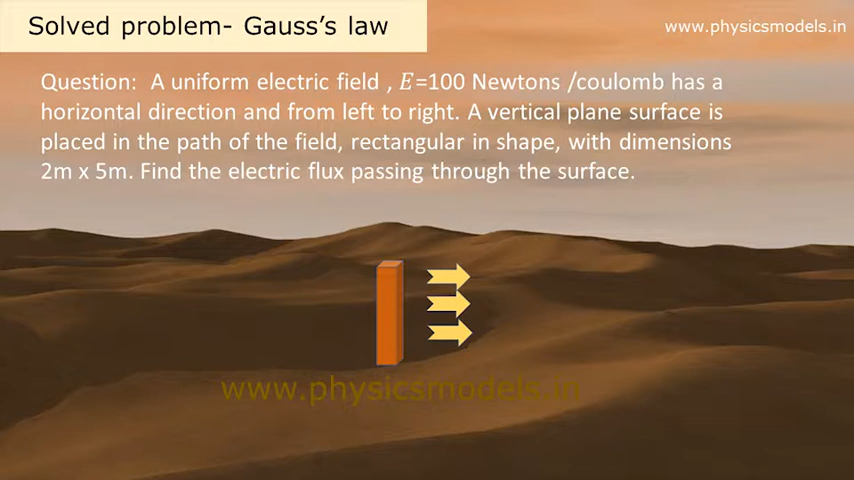 Solved problem- Gauss's law
www.physicsmodels.in
Question: A uniform electric field , 𝐸=100 Newtons /coulomb has a
horizontal direction and from left to right. A vertical plane surface is
placed in the path of the field, rectangular in shape, with dimensions
2m x 5m. Find the electric flux passing through the surface.
www.physicsmodels.in